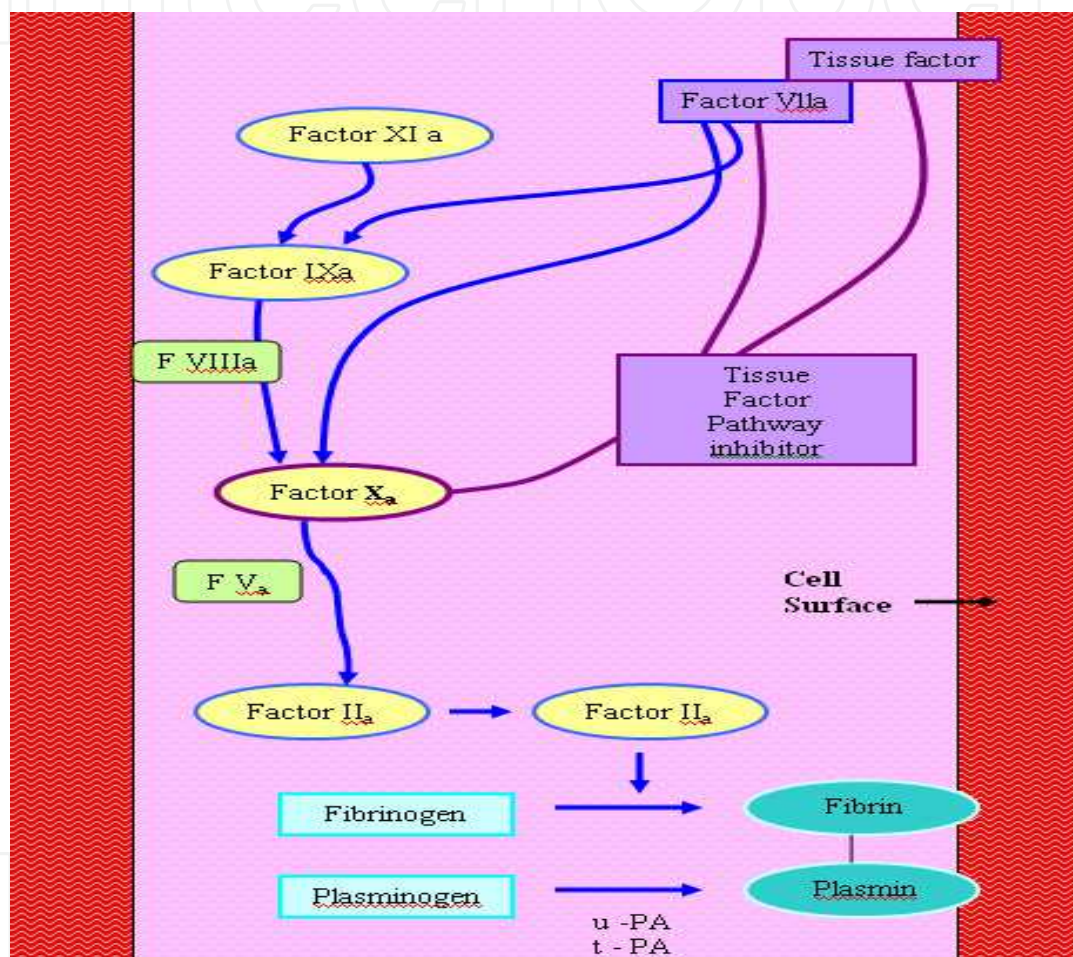 Tissue factor
Factor VIIa
Factor XI a
Factor IXa
F VIIIa
Tissue
Factor
Pathway
inhibitor
Factor Xa
F Va
Cell
Surface
Factor IIa
Factor IIa
Fibrinogen
Fibrin
Plasminogen
Plasmin
u -PA
t - PA